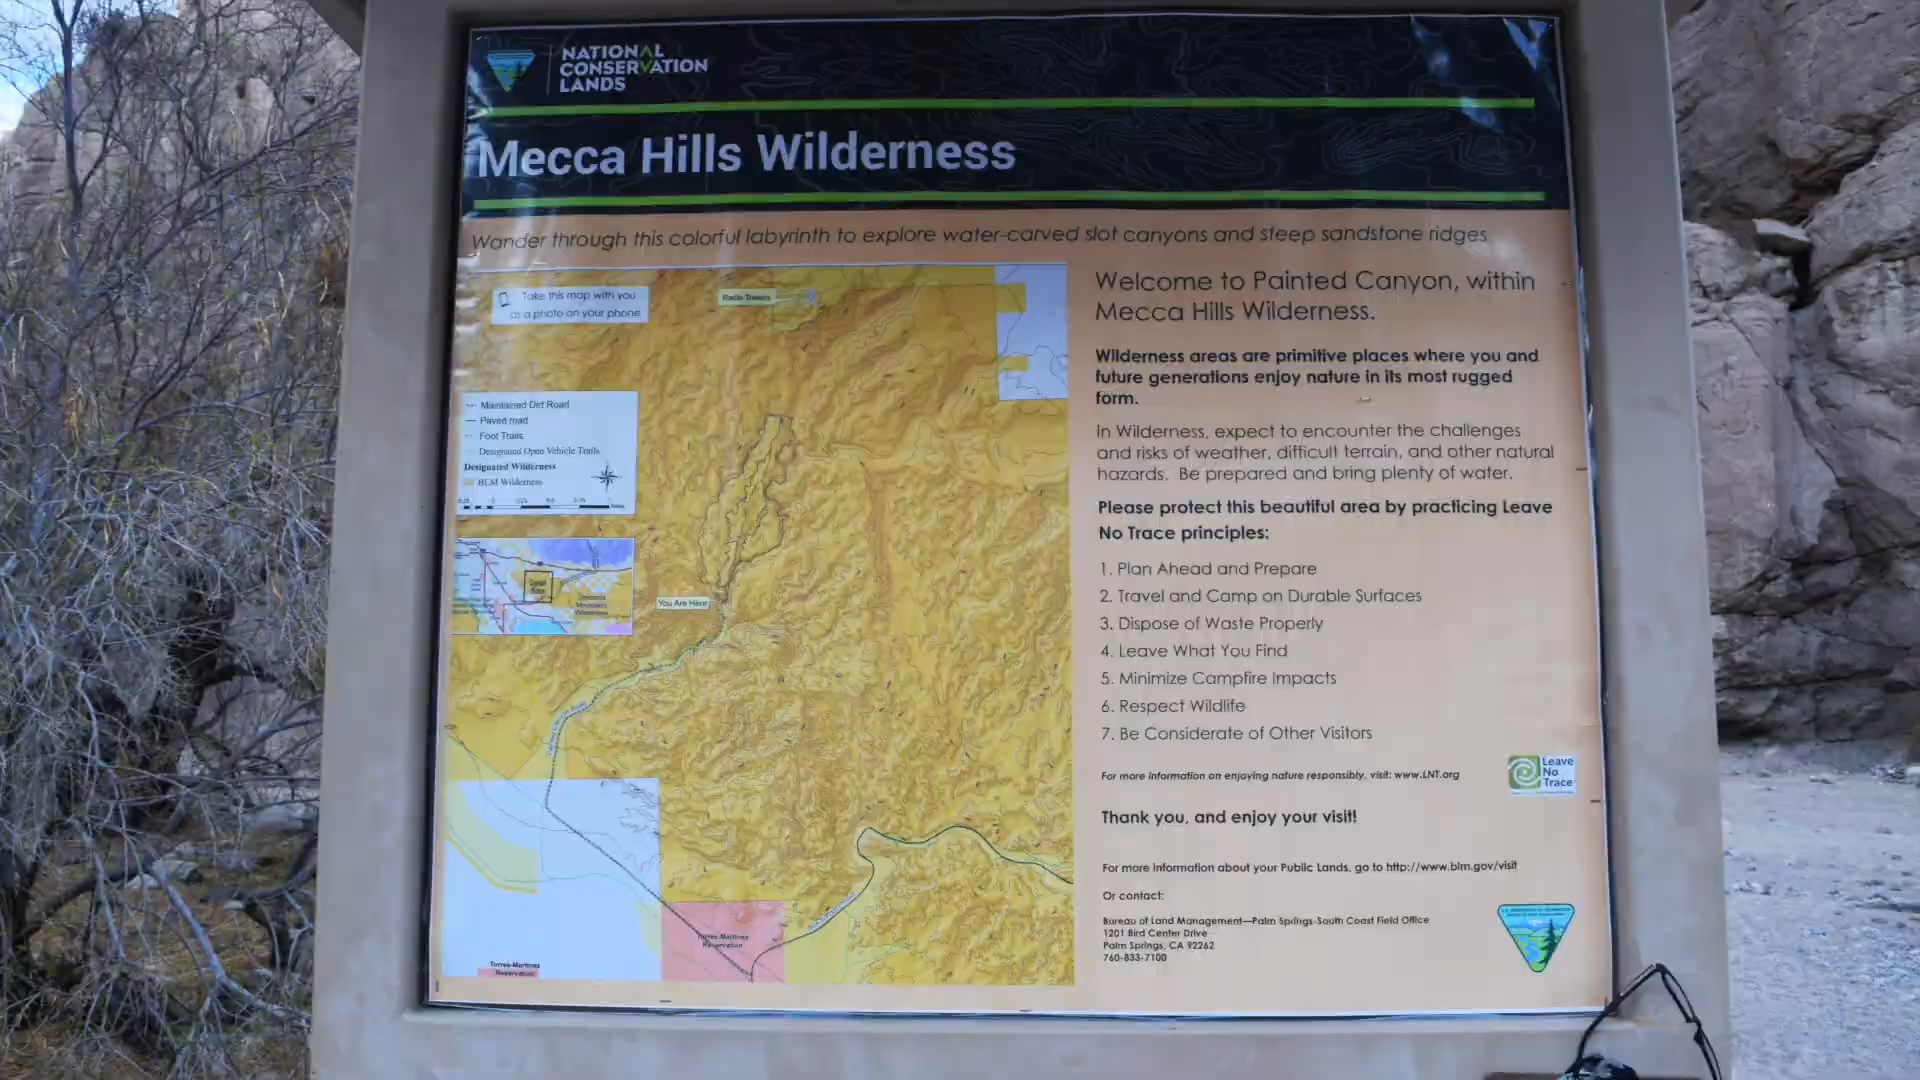 NATIONAL
CONSERVATION
LANDS
Mecca Hills Wilderness
Wander through this colorful labyrinth to explore water-carved slot canyons and steep sandstone ridges
Take this map with you
as a photo on your phone
Radio Towers
Maintained Dirt Road
Paved road
Foot Trails
Designated Open Vehicle Trails
Designated Wilderness
BLM Wilderness
You Are Here
Torres-Martinez
Reservation
Torres-Martinez
Reservation
Welcome to Painted Canyon, within
Mecca Hills Wilderness.
Wilderness areas are primitive places where you and
future generations enjoy nature in its most rugged
form.
In Wilderness, expect to encounter the challenges
and risks of weather, difficult terrain, and other natural
hazards. Be prepared and bring plenty of water.
Please protect this beautiful area by practicing Leave
No Trace principles:
1. Plan Ahead and Prepare
2. Travel and Camp on Durable Surfaces
3. Dispose of Waste Properly
4. Leave What You Find
5. Minimize Campfire Impacts
6. Respect Wildlife
7. Be Considerate of Other Visitors
For more information on enjoying nature responsibly, visit: www.LNT.org
Leave
No
Trace
Thank you, and enjoy your visit!
For more information about your Public Lands, go to http://www.blm.gov/visit
Or contact:
Bureau of Land Management—Palm Springs-South Coast Field Office
1201 Bird Center Drive
Palm Springs, CA 92262
760-833-7100